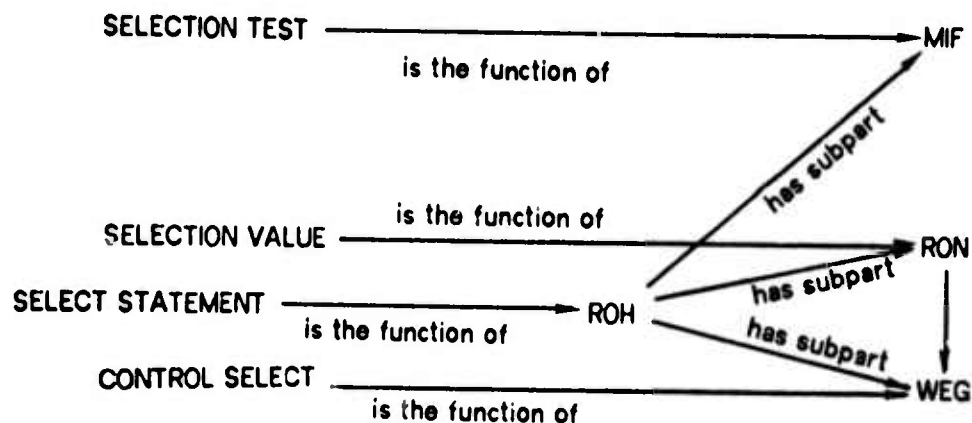 SELECTION TEST
MIF
is the function of
has subpart
is the function of
SELECTION VALUE
RON
has subpart
SELECT STATEMENT
ROH
is the function of
has subpart
CONTROL SELECT
WEG
is the function of